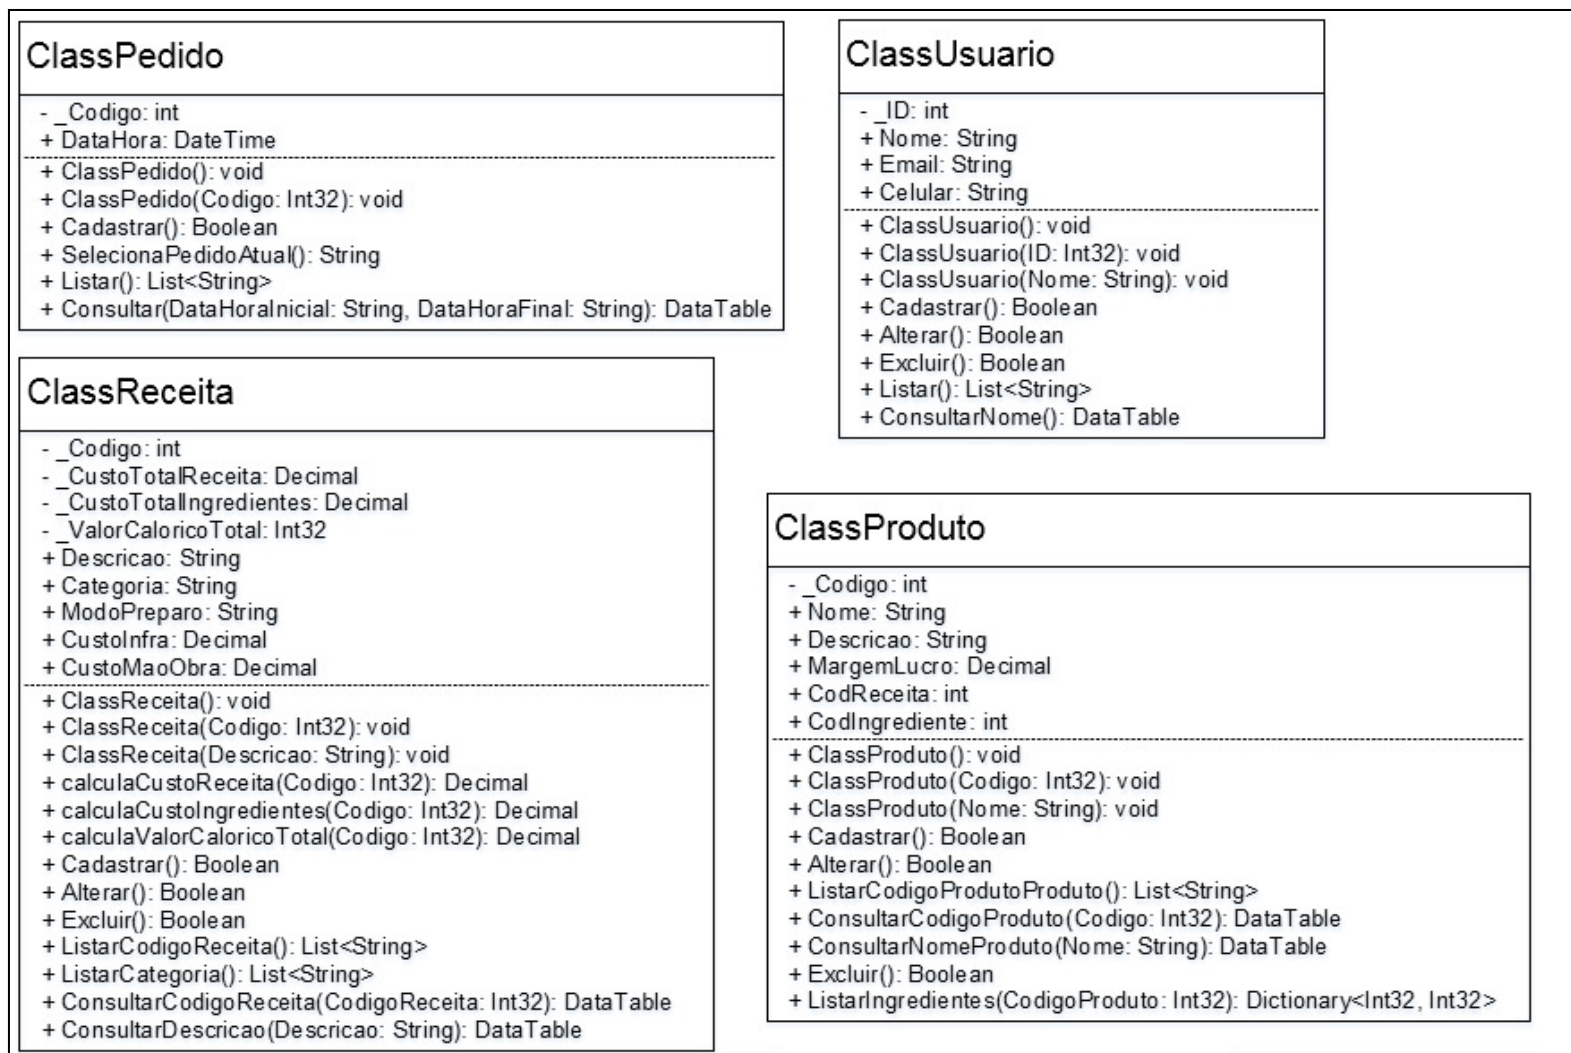 ClassPedido
- _Codigo: int
+ DataHora: DateTime
+ ClassPedido(): void
+ ClassPedido(Codigo: Int32): void
+ Cadastrar(): Boolean
+ SelecionaPedidoAtual(): String
+ Listar(): List<String>
+ Consultar(DataHoraInicial: String, DataHoraFinal: String): DataTable
ClassUsuario
- _ID: int
+ Nome: String
+ Email: String
+ Celular: String
+ ClassUsuario(): void
+ ClassUsuario(ID: Int32): void
+ ClassUsuario(Nome: String): void
+ Cadastrar(): Boolean
+ Alterar(): Boolean
+ Excluir(): Boolean
+ Listar(): List<String>
+ ConsultarNome(): DataTable
ClassReceita
- _Codigo: int
- _CustoTotalReceita: Decimal
- _CustoTotalIngredientes: Decimal
- _ValorCaloricoTotal: Int32
+ Descricao: String
+ Categoria: String
+ ModoPreparo: String
+ CustoInfra: Decimal
+ CustoMaoObra: Decimal
+ ClassReceita(): void
+ ClassReceita(Codigo: Int32): void
+ ClassReceita(Descricao: String): void
+ calculaCustoReceita(Codigo: Int32): Decimal
+ calculaCustoIngredientes(Codigo: Int32): Decimal
+ calculaValorCaloricoTotal(Codigo: Int32): Decimal
+ Cadastrar(): Boolean
+ Alterar(): Boolean
+ Excluir(): Boolean
+ ListarCodigoReceita(): List<String>
+ ListarCategoria(): List<String>
+ ConsultarCodigoReceita(CodigoReceita: Int32): DataTable
+ ConsultarDescricao(Descricao: String): DataTable
ClassProduto
- _Codigo: int
+ Nome: String
+ Descricao: String
+ MargemLucro: Decimal
+ CodReceita: int
+ CodIngrediente: int
+ ClassProduto(): void
+ ClassProduto(Codigo: Int32): void
+ ClassProduto(Nome: String): void
+ Cadastrar(): Boolean
+ Alterar(): Boolean
+ ListarCodigoProdutoProduto(): List<String>
+ ConsultarCodigoProduto(Codigo: Int32): DataTable
+ ConsultarNomeProduto(Nome: String): DataTable
+ Excluir(): Boolean
+ ListarIngredientes(CodigoProduto: Int32): Dictionary<Int32, Int32>